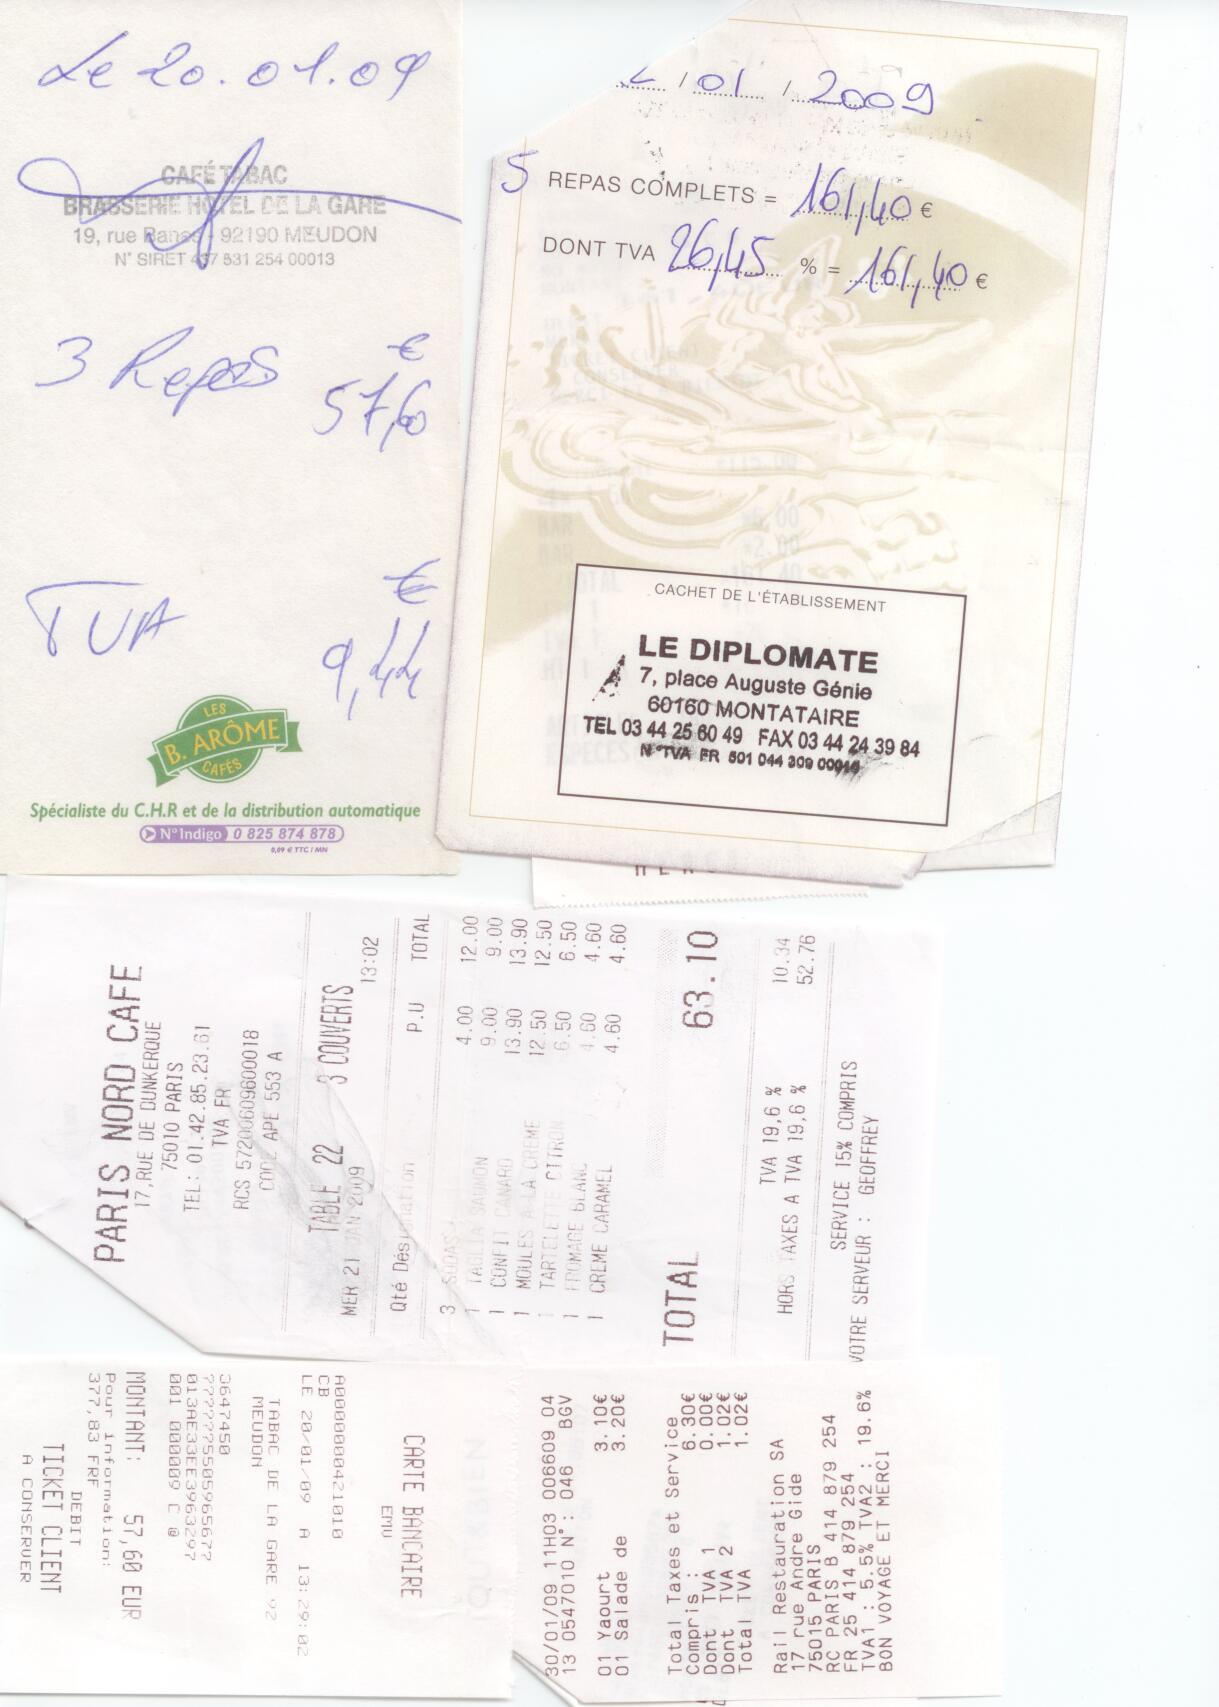 Le 20.01.09
CAFÉ TABAC
BRASSERIE HOTEL DE LA GARE
19, rue Banes - 92190 MEUDON
N° SIRET 437 531 254 00013
3 Repas
€
57,60
TVA
€
9,44
LES
B. ARÔME
CAFÉS
Spécialiste du C.H.R et de la distribution automatique
N° Indigo 0 825 874 878
0,09 € TTC / MN
/ 01 / 2009
5 REPAS COMPLETS = 161,40 €
DONT TVA 26,45 % = 161,40 €
CACHET DE L'ÉTABLISSEMENT
LE DIPLOMATE
7, place Auguste Génie
60160 MONTATAIRE
TEL 03 44 25 60 49 FAX 03 44 24 39 84
N° TVA FR 501 044 309
PARIS NORD CAFE
17, RUE DE DUNKERQUE
75010 PARIS
TEL: 01.42.85.23.61
TVA FR
RCS 57200609600018
CODE APE 553 A
TABLE 22 3 COUVERTS
MER 21 JAN 2009 13:02
Qté Désignation P.U TOTAL
3 SODAS 4.00 12.00
1 TAGLIA SAUMON 9.00 9.00
1 CONFIT CANARD 13.90 13.90
1 MOULES A LA CREME 12.50 12.50
1 TARTELETTE CITRON 6.50 6.50
1 FROMAGE BLANC 4.60 4.60
1 CREME CARAMEL 4.60 4.60
TOTAL 63.10
TVA 19,6 % 10.34
HORS TAXES A TVA 19,6 % 52.76
SERVICE 15% COMPRIS
VOTRE SERVEUR : GEOFFREY
CARTE BANCAIRE
EMV
A0000000421010
CB
LE 20/01/09 A 13:29:02
TABAC DE LA GARE 92
MEUDON
3647450
013AE33EE3963297
001 000009 C @
MONTANT: 57,60 EUR
Pour information:
377,83 FRF
DEBIT
TICKET CLIENT
A CONSERVER
30/01/09 11H03 006609 04
13 0547010 N°: 046 BGV
01 Yaourt 3.10€
01 Salade de 3.20€
Total Taxes et Service
Compris : 6.30€
Dont TVA 1 0.00€
Dont TVA 2 1.02€
Total TVA 1.02€
Rail Restauration SA
17 rue Andre Gide
75015 PARIS
RC PARIS B 414 879 254
FR 25 414 879 254
TVA1 : 5.5% TVA2 : 19.6%
BON VOYAGE ET MERCI